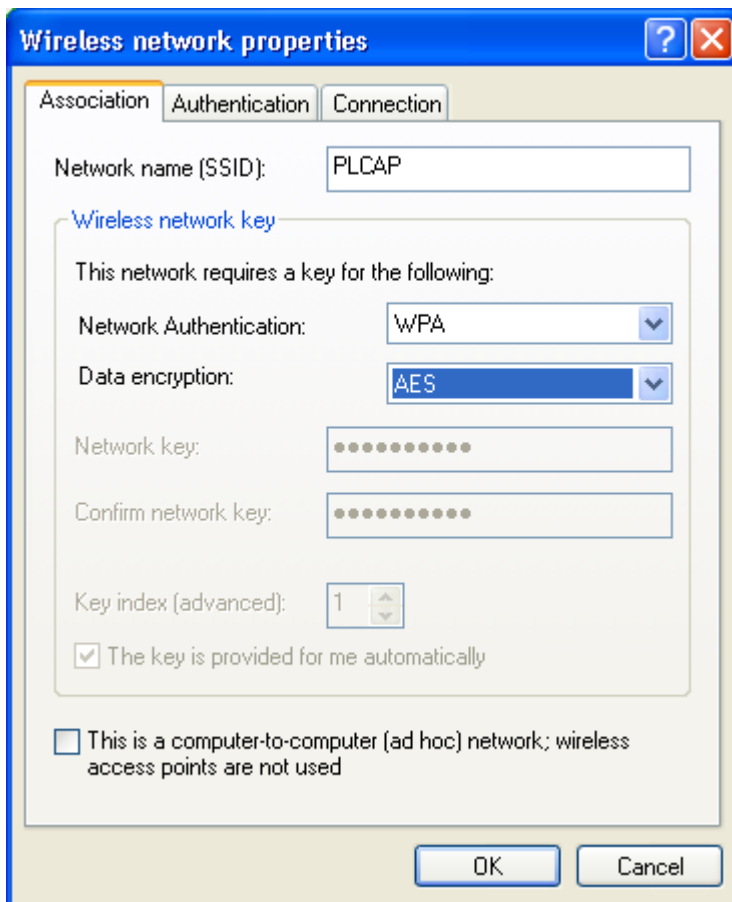 Wireless network properties
Association Authentication Connection
Network name (SSID): PLCAP
Wireless network key
This network requires a key for the following:
Network Authentication: WPA
Data encryption: AES
Network key: ●●●●●●●●●●
Confirm network key: ●●●●●●●●●●
Key index (advanced): 1
The key is provided for me automatically
This is a computer-to-computer (ad hoc) network; wireless
access points are not used
OK Cancel